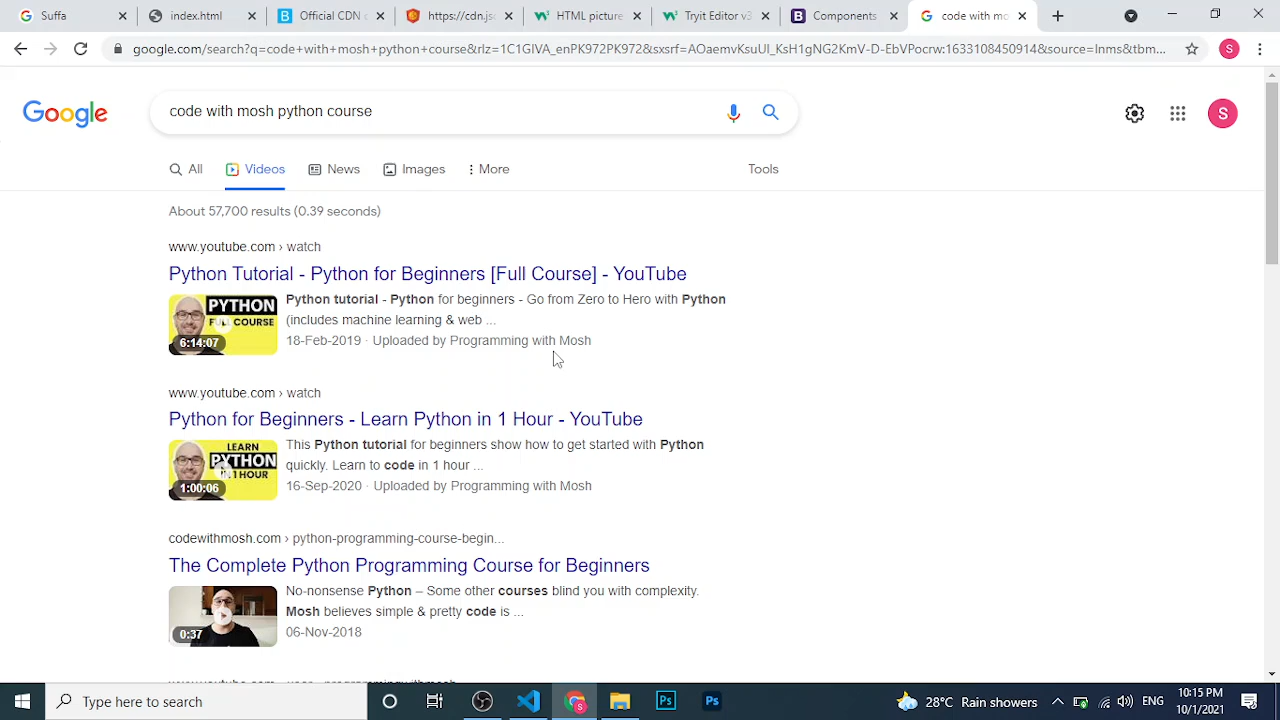 Suffa
index.html
Official CDN
https://cdn.js
HTML picture
Tryit Editor v3
Components
code with mo
google.com/search?q=code+with+mosh+python+course&rlz=1C1GIVA_enPK972PK972&sxsrf=AOaemvKsuUI_KsH1gNG2KmV-D-EbVPocrw:1633108450914&source=lnms&tbm...
S
Google
code with mosh python course
S
All
Videos
News
Images
More
Tools
About 57,700 results (0.39 seconds)
www.youtube.com › watch
Python Tutorial - Python for Beginners [Full Course] - YouTube
PYTHON
FULL COURSE
6:14:07
Python tutorial - Python for beginners - Go from Zero to Hero with Python
(includes machine learning & web ...
18-Feb-2019 · Uploaded by Programming with Mosh
www.youtube.com › watch
Python for Beginners - Learn Python in 1 Hour - YouTube
LEARN
PYTHON
1 HOUR
1:00:06
This Python tutorial for beginners show how to get started with Python
quickly. Learn to code in 1 hour ...
16-Sep-2020 · Uploaded by Programming with Mosh
codewithmosh.com › python-programming-course-begin...
The Complete Python Programming Course for Beginners
0:37
No-nonsense Python – Some other courses blind you with complexity.
Mosh believes simple & pretty code is ...
06-Nov-2018
Type here to search
S
Ps
Ps
28°C Rain showers
ENG
10:15 PM
10/1/2021